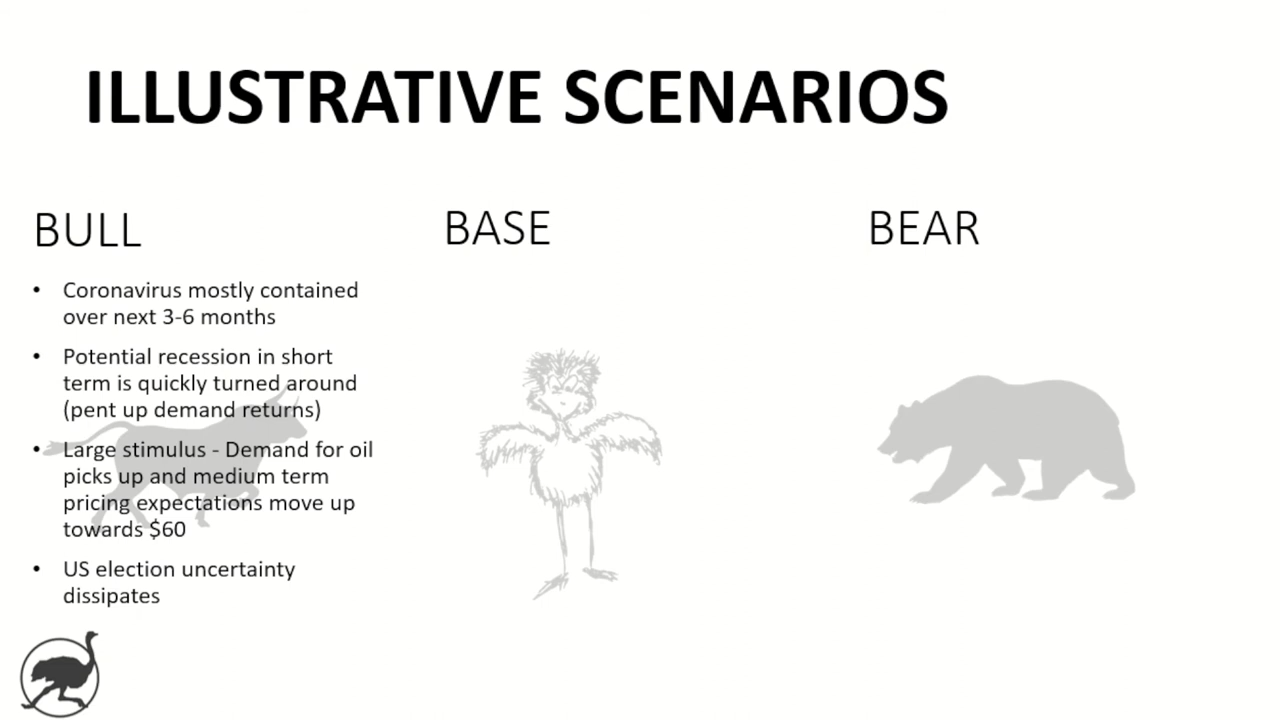 ILLUSTRATIVE SCENARIOS
BULL
• Coronavirus mostly contained
over next 3-6 months
• Potential recession in short
term is quickly turned around
(pent up demand returns)
• Large stimulus - Demand for oil
picks up and medium term
pricing expectations move up
towards $60
• US election uncertainty
dissipates
BASE
BEAR